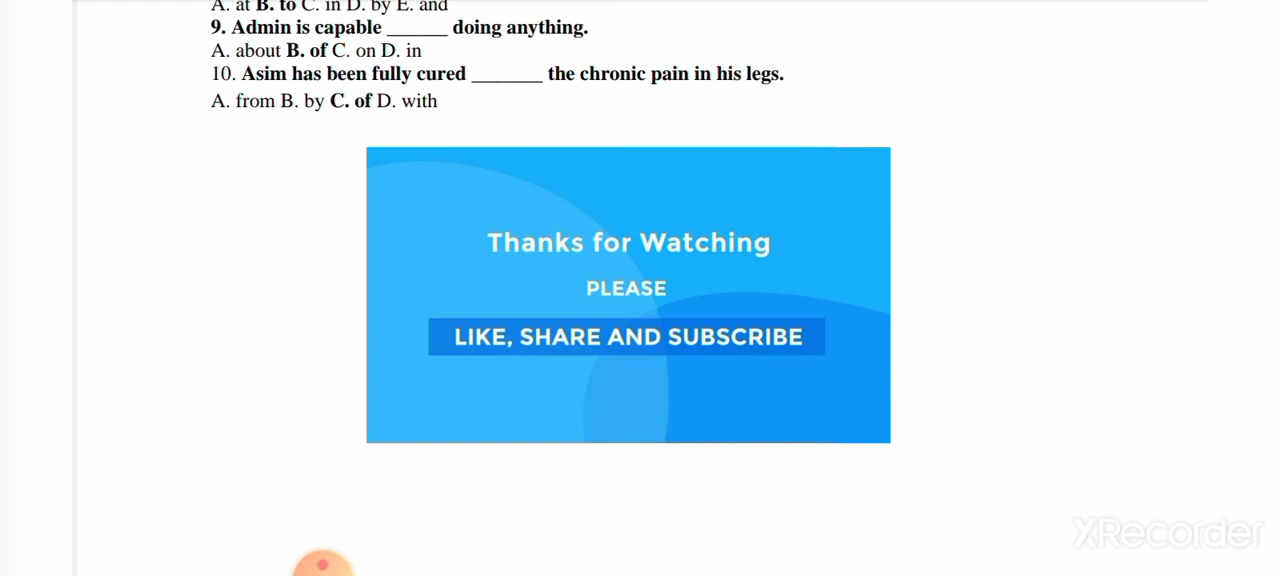 A. at B. to C. in D. by E. and
9. Admin is capable ______ doing anything.
A. about B. of C. on D. in
10. Asim has been fully cured _______ the chronic pain in his legs.
A. from B. by C. of D. with
Thanks for Watching
PLEASE
LIKE, SHARE AND SUBSCRIBE
XRecorder